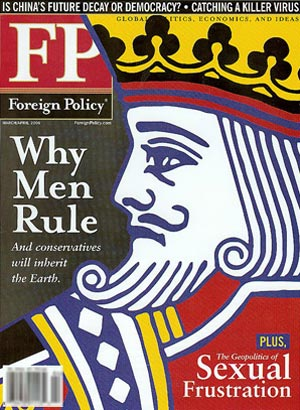 IS CHINA'S FUTURE DECAY OR DEMOCRACY? • CATCHING A KILLER VIRUS
GLOBAL POLITICS, ECONOMICS, AND IDEAS
FP
Foreign Policy
MARCH/APRIL 2006
ForeignPolicy.com
Why
Men
Rule
And conservatives
will inherit
the Earth.
PLUS,
The Geopolitics of
Sexual
Frustration